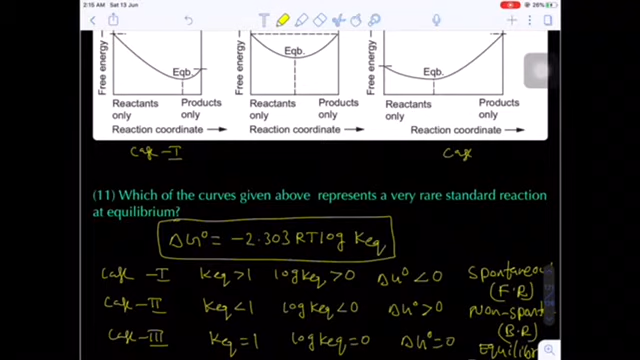 2:15 AM Sat 13 Jun
26%
Free energy Free energy Free energy
Eqb. Eqb. Eqb.
Reactants only Products only Reactants only Products only Reactants only Products only
Reaction coordinate Reaction coordinate Reaction coordinate
Case - I Case
(11) Which of the curves given above represents a very rare standard reaction
at equilibrium?
ΔG° = -2.303 RT log Keq
Case - I Keq > 1 log Keq > 0 ΔG° < 0 Spontaneou
(F.R)
Case - II Keq < 1 log Keq < 0 ΔG° > 0 Non-spont
(B.R)
Case - III Keq = 1 log Keq = 0 ΔG° = 0 Equilib